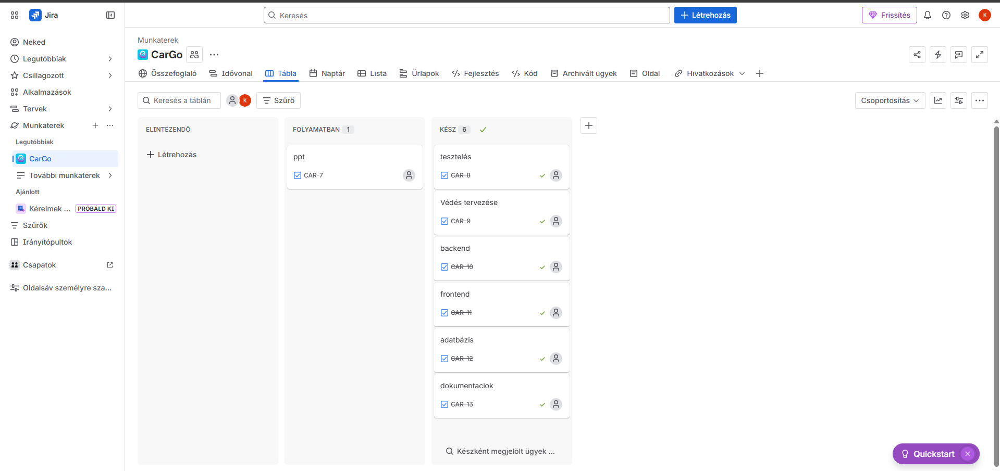 Jira
Keresés
Létrehozás
Frissítés
K
Neked
Legutóbbiak
Csillagozott
Alkalmazások
Tervek
Munkaterek
Legutóbbiak
CarGo
További munkaterek
Ajánlott
Kérelmek ... PRÓBÁLD KI
Szűrők
Irányítópultok
Csapatok
Oldalsáv személyre sza...
Munkaterek
CarGo
Összefoglaló Idővonal Tábla Naptár Lista Űrlapok Fejlesztés Kód Archivált ügyek Oldal Hivatkozások
Keresés a táblán K Szűrő Csoportosítás
ELINTÉZENDŐ
Létrehozás
FOLYAMATBAN 1
ppt
CAR-7
KÉSZ 6
tesztelés
CAR-8
Védés tervezése
CAR-9
backend
CAR-10
frontend
CAR-11
adatbázis
CAR-12
dokumentaciok
CAR-13
Készként megjelölt ügyek ...
Quickstart